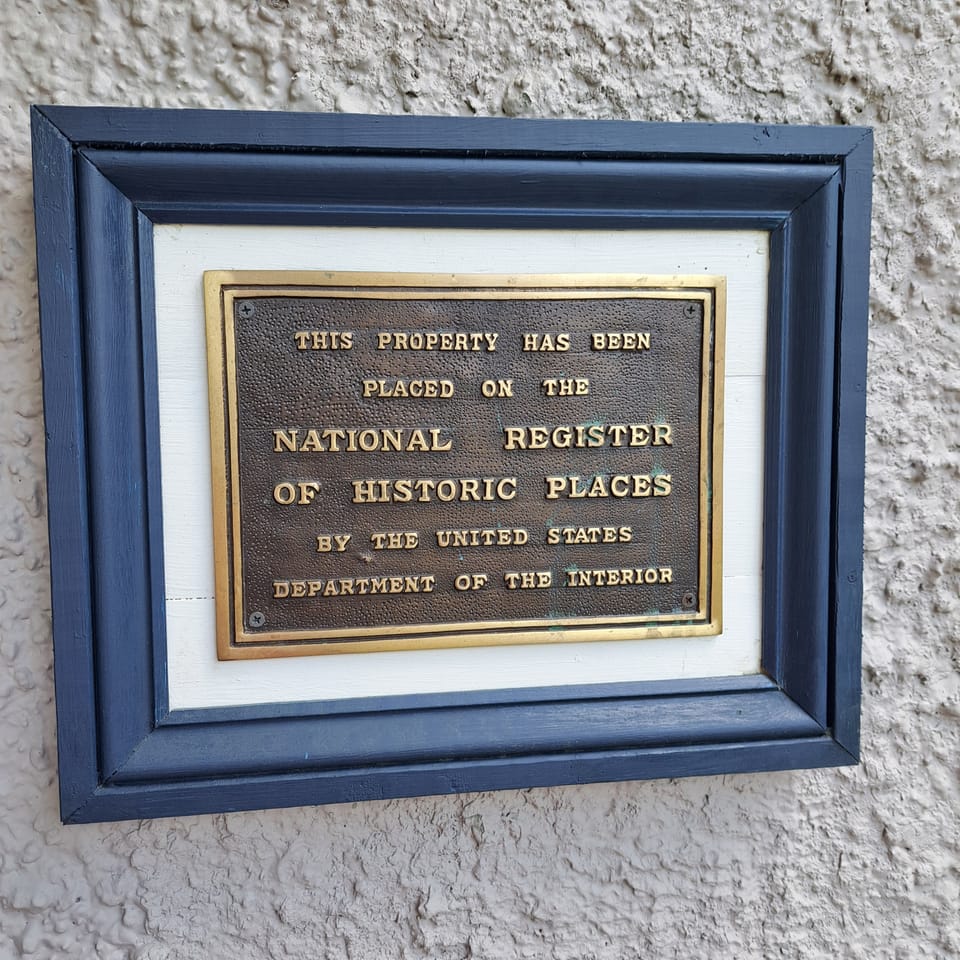 THIS PROPERTY HAS BEEN
PLACED ON THE
NATIONAL REGISTER
OF HISTORIC PLACES
BY THE UNITED STATES
DEPARTMENT OF THE INTERIOR